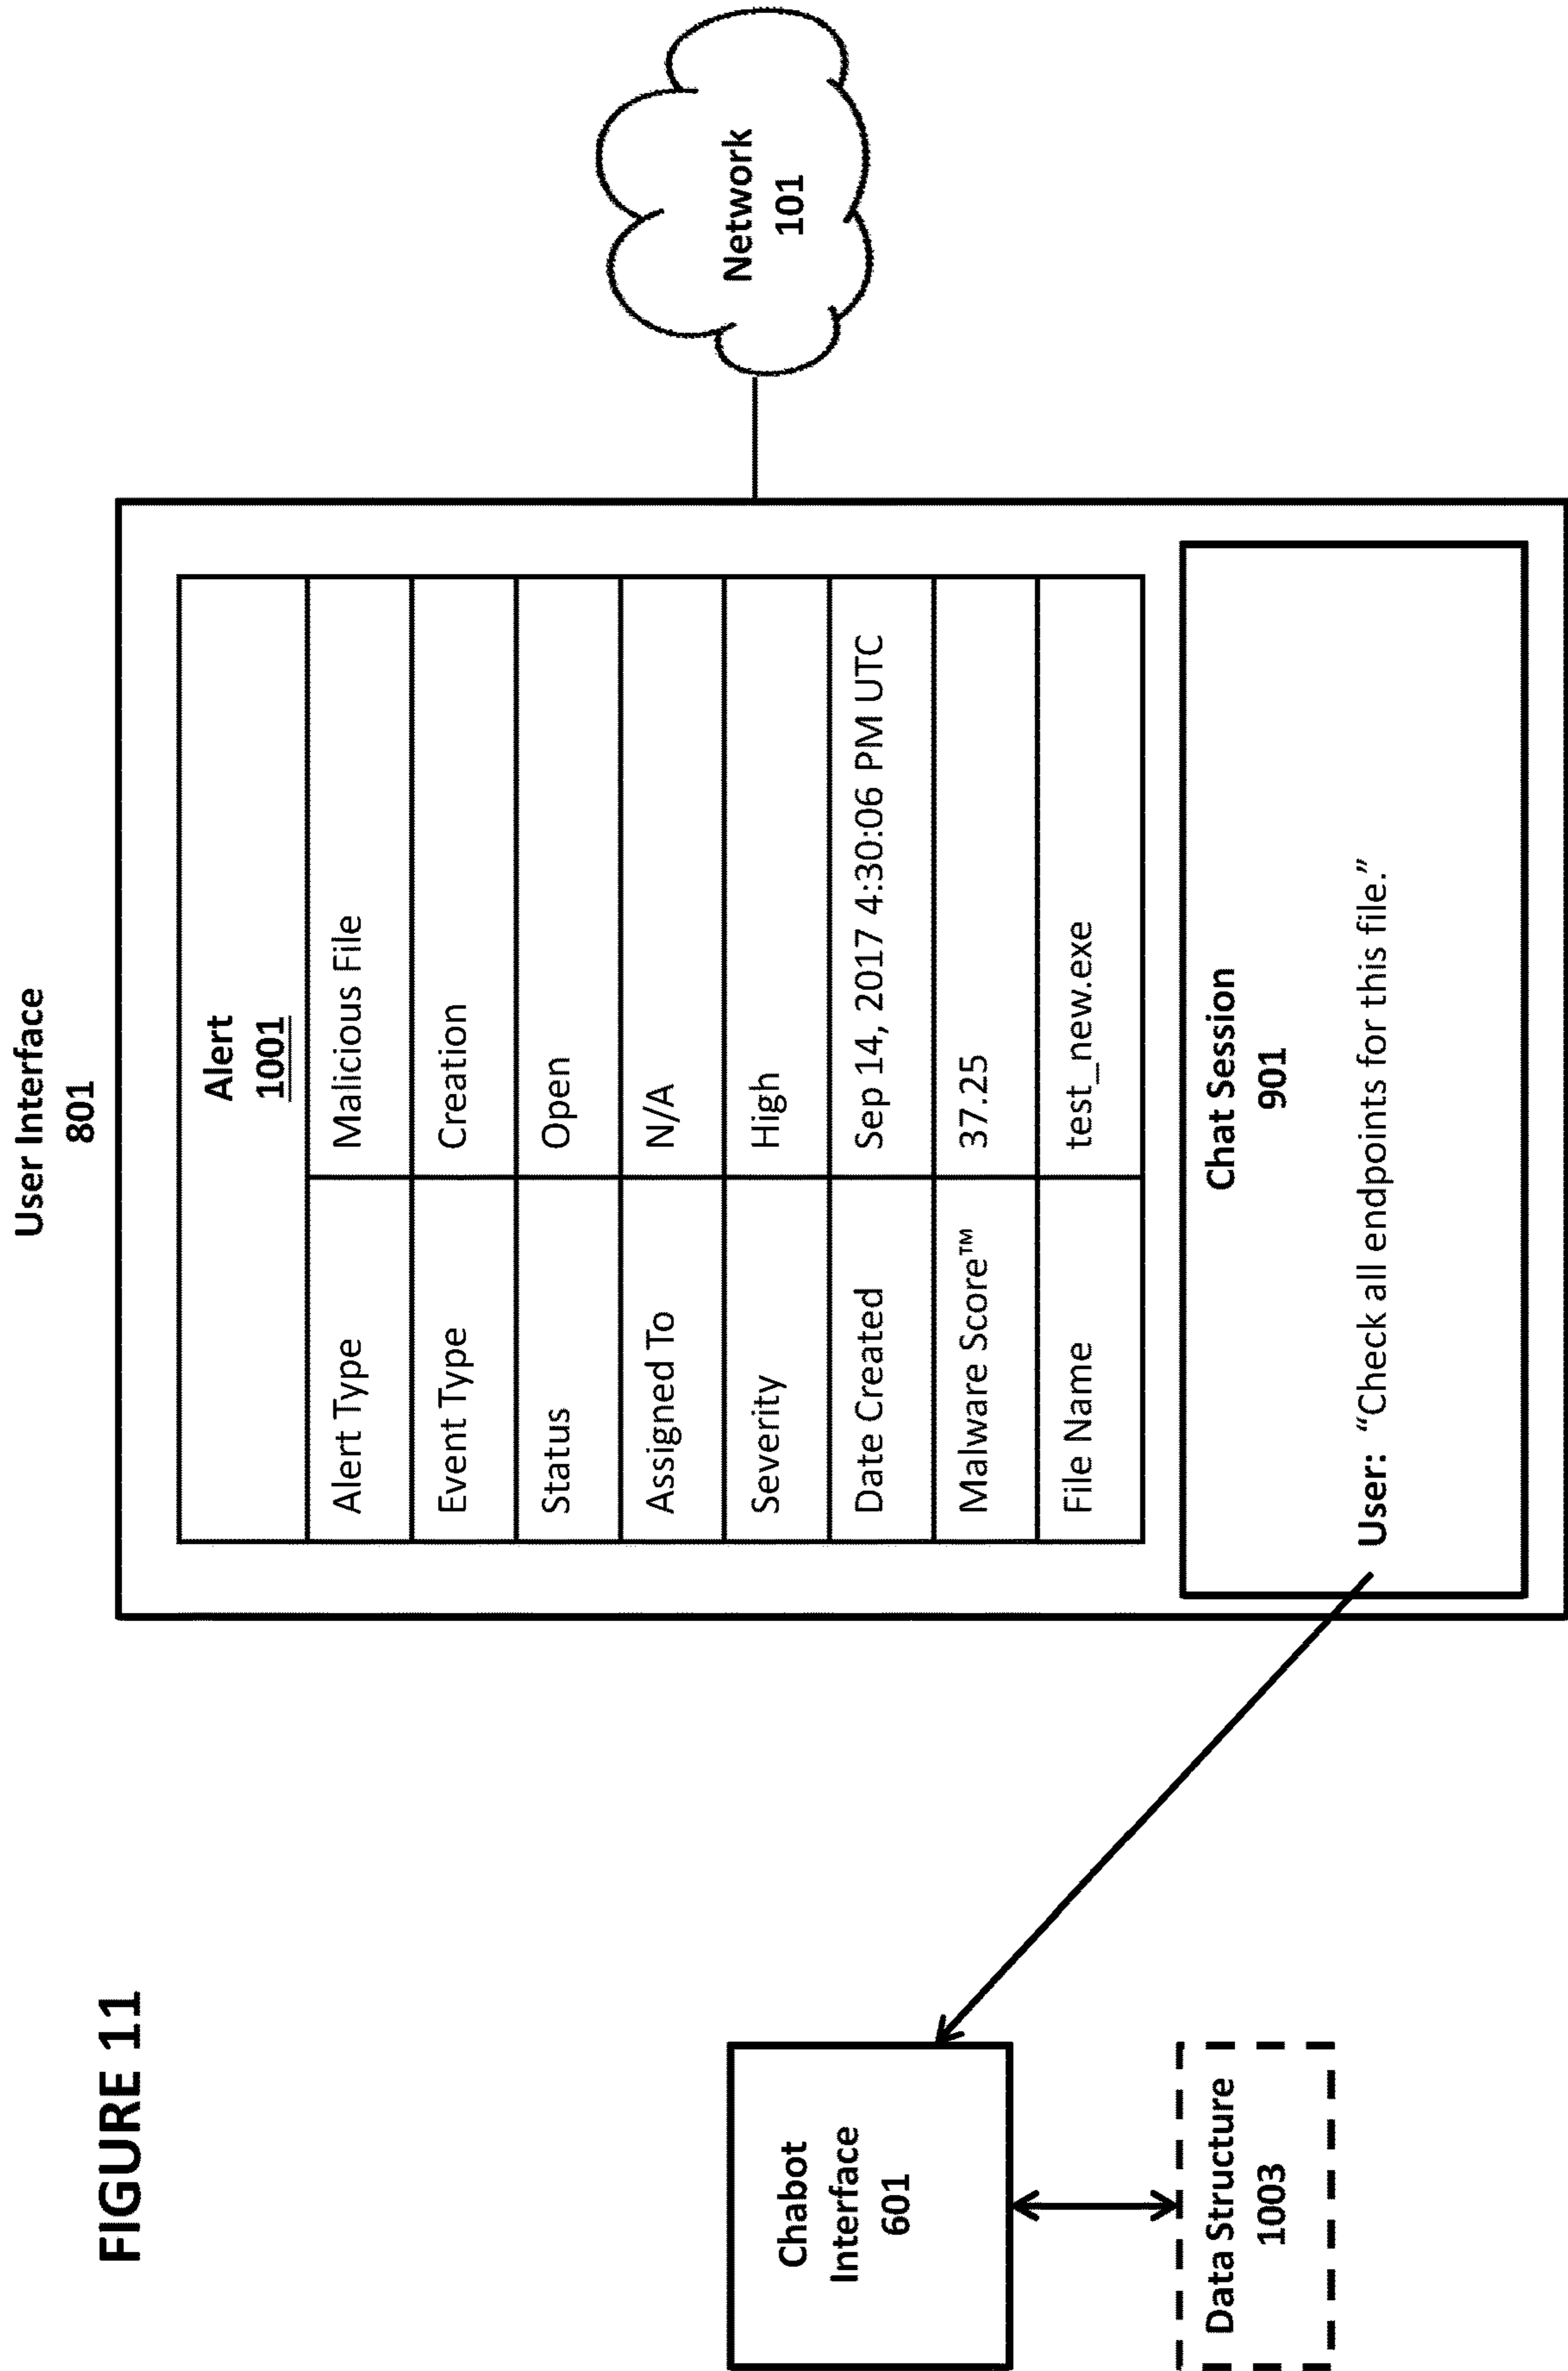 FIGURE 11
User Interface
801
Alert
1001
Alert Type Malicious File
Event Type Creation
Status Open
Assigned To N/A
Severity High
Date Created Sep 14, 2017 4:30:06 PM UTC
Malware Score™ 37.25
File Name test_new.exe
Chat Session
901
User: “Check all endpoints for this file.”
Network
101
Chabot
Interface
601
Data Structure
1003